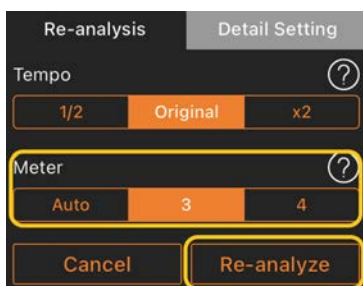 Re-analysis Detail Setting
Tempo ?
1/2 Original x2
Meter ?
Auto 3 4
Cancel Re-analyze